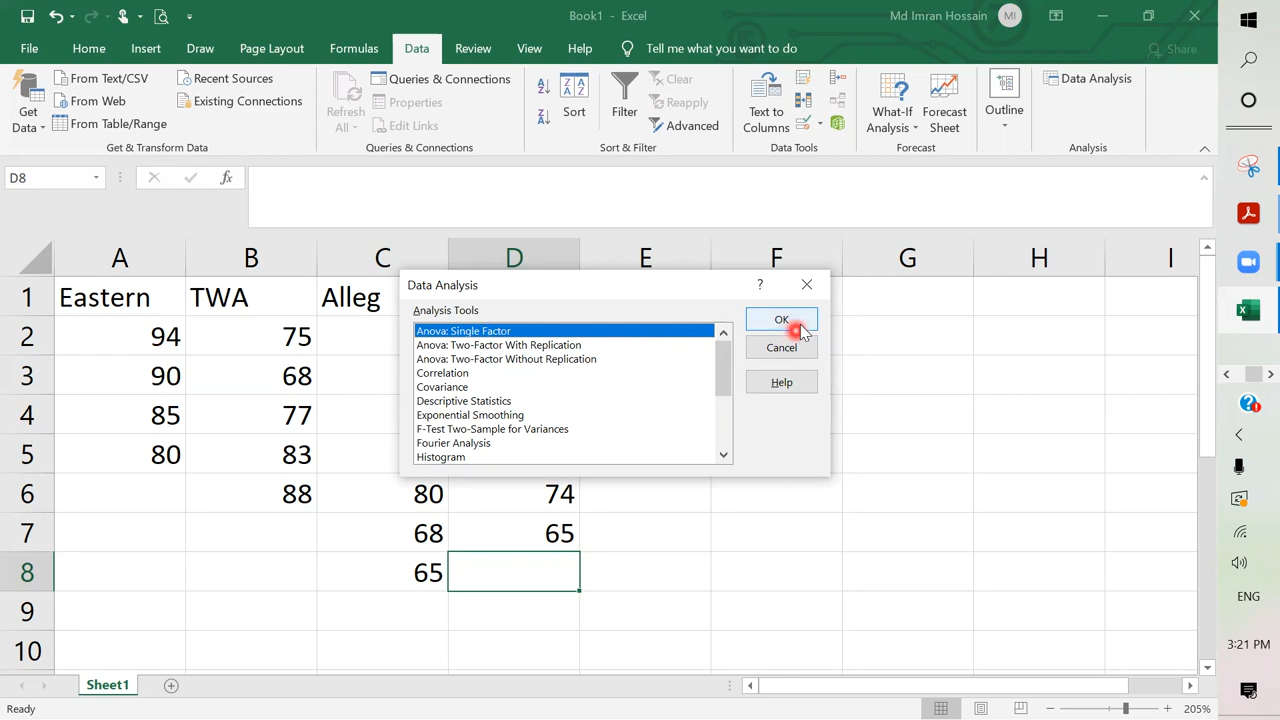 Book1 - Excel
Md Imran Hossain MI
File Home Insert Draw Page Layout Formulas Data Review View Help Tell me what you want to do Share
Get Data
From Text/CSV
From Web
From Table/Range
Recent Sources
Existing Connections
Get & Transform Data
Refresh All
Queries & Connections
Properties
Edit Links
Queries & Connections
Sort
Filter
Clear
Reapply
Advanced
Sort & Filter
Text to Columns
Data Tools
What-If Analysis
Forecast Sheet
Forecast
Outline
Data Analysis
Analysis
D8 fx
A B C D E F G H I
1 Eastern TWA Alleg
2 94 75
3 90 68
4 85 77
5 80 83
6 88 80 74
7 68 65
8 65
9
10
Data Analysis ?
Analysis Tools
Anova: Single Factor
Anova: Two-Factor With Replication
Anova: Two-Factor Without Replication
Correlation
Covariance
Descriptive Statistics
Exponential Smoothing
F-Test Two-Sample for Variances
Fourier Analysis
Histogram
OK
Cancel
Help
Sheet1
Ready
205%
ENG
3:21 PM